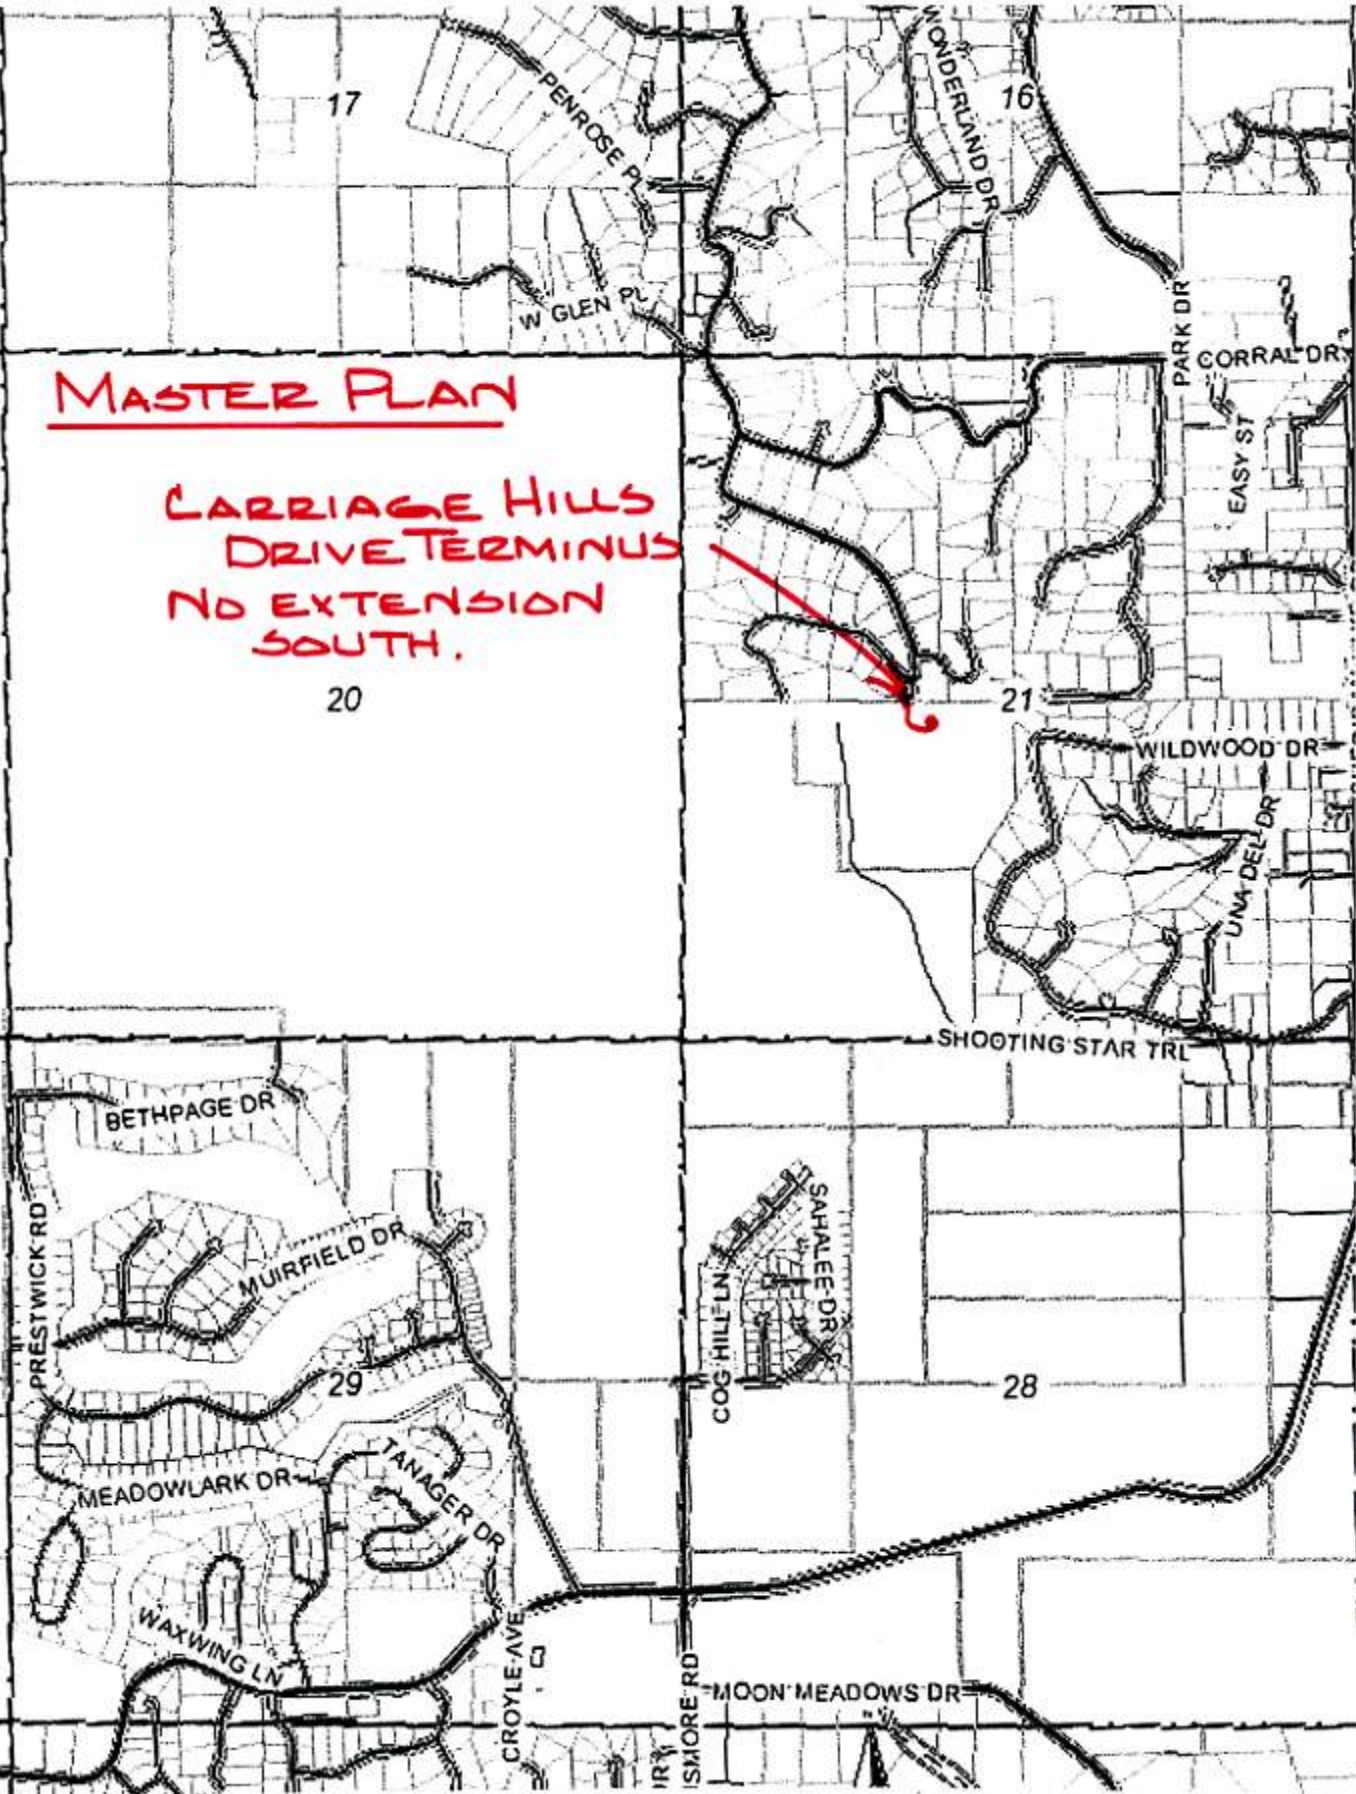 17
PENROSE PL
WONDERLAND DR
16
W GLEN PL
PARK DR
CORRAL DR
MASTER PLAN
EASY ST
CARRIAGE HILLS
DRIVE TERMINUS
NO EXTENSION
SOUTH.
20
21
WILDWOOD DR
UNA DEL DR
SHOOTING STAR TRL
BETHPAGE DR
PRESTWICK RD
MUIRFIELD DR
SAHALEE DR
COG HILL LN
29
28
MEADOWLARK DR
TANAGER DR
WAXWING LN
CROYLE AVE
ISMORE RD
MOON MEADOWS DR